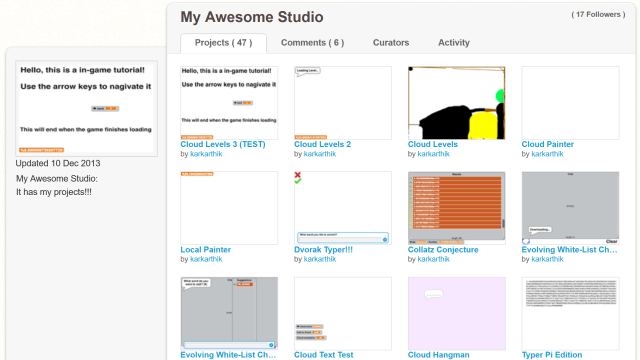 My Awesome Studio
( 17 Followers )
Projects ( 47 )
Comments ( 6 )
Curators
Activity
Hello, this is a in-game tutorial!
Use the arrow keys to nagivate it
This will end when the game finishes loading
Updated 10 Dec 2013
My Awesome Studio:
It has my projects!!!
Hello, this is a in-game tutorial!
Use the arrow keys to nagivate it
This will end when the game finishes loading
Cloud Levels 3 (TEST)
by karkarthik
Loading Level...
Cloud Levels 2
by karkarthik
Cloud Levels
by karkarthik
Cloud Painter
by karkarthik
Local Painter
by karkarthik
Dvorak Typer!!!
by karkarthik
Collatz Conjecture
by karkarthik
Downloading...
Clear
Evolving White-List Ch...
by karkarthik
Evolving White-List Ch...
Cloud Text Test
Cloud Hangman
Typer Pi Edition